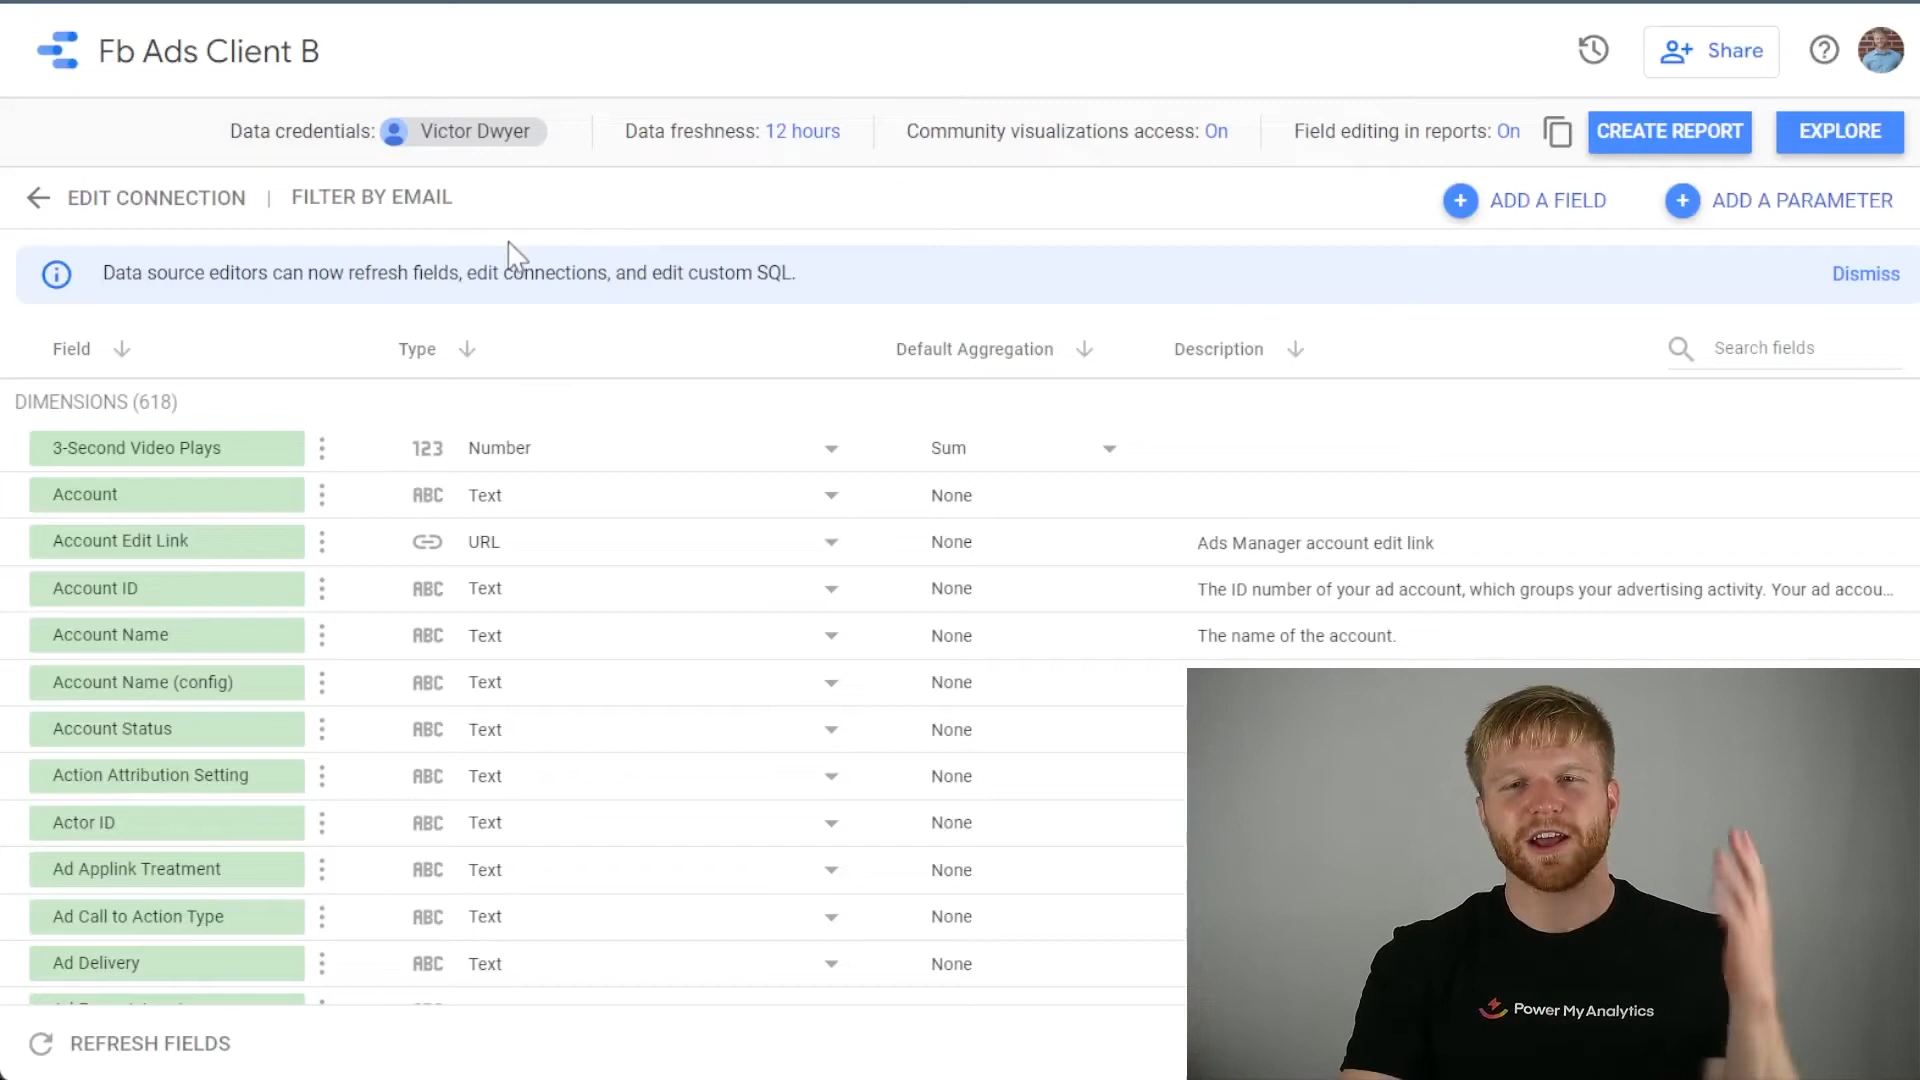 Fb Ads Client B
Share
Data credentials: Victor Dwyer
Data freshness: 12 hours
Community visualizations access: On
Field editing in reports: On
CREATE REPORT
EXPLORE
EDIT CONNECTION | FILTER BY EMAIL
ADD A FIELD
ADD A PARAMETER
Data source editors can now refresh fields, edit connections, and edit custom SQL.
Dismiss
Field Type Default Aggregation Description Search fields
DIMENSIONS (618)
3-Second Video Plays 123 Number Sum
Account ABC Text None
Account Edit Link URL None Ads Manager account edit link
Account ID ABC Text None The ID number of your ad account, which groups your advertising activity. Your ad accou...
Account Name ABC Text None The name of the account.
Account Name (config) ABC Text None
Account Status ABC Text None
Action Attribution Setting ABC Text None
Actor ID ABC Text None
Ad Applink Treatment ABC Text None
Ad Call to Action Type ABC Text None
Ad Delivery ABC Text None
REFRESH FIELDS
Power My Analytics